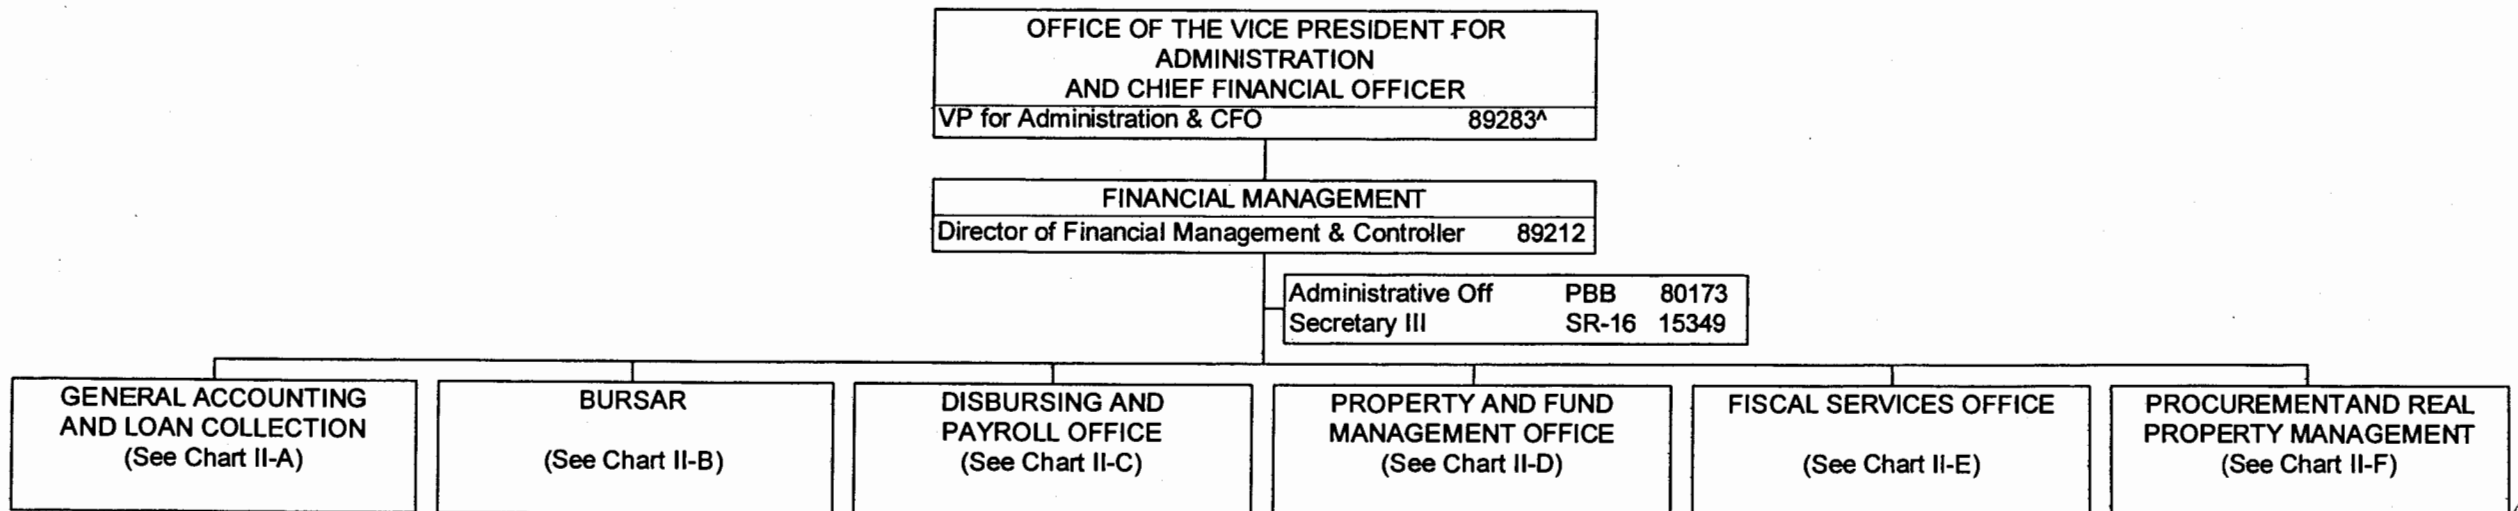 OFFICE OF THE VICE PRESIDENT FOR
ADMINISTRATION
AND CHIEF FINANCIAL OFFICER
VP for Administration & CFO 89283^
FINANCIAL MANAGEMENT
Director of Financial Management & Controller 89212
Administrative Off PBB 80173
Secretary III SR-16 15349
GENERAL ACCOUNTING
AND LOAN COLLECTION
(See Chart II-A)
BURSAR
(See Chart II-B)
DISBURSING AND
PAYROLL OFFICE
(See Chart II-C)
PROPERTY AND FUND
MANAGEMENT OFFICE
(See Chart II-D)
FISCAL SERVICES OFFICE
(See Chart II-E)
PROCUREMENTAND REAL
PROPERTY MANAGEMENT
(See Chart II-F)